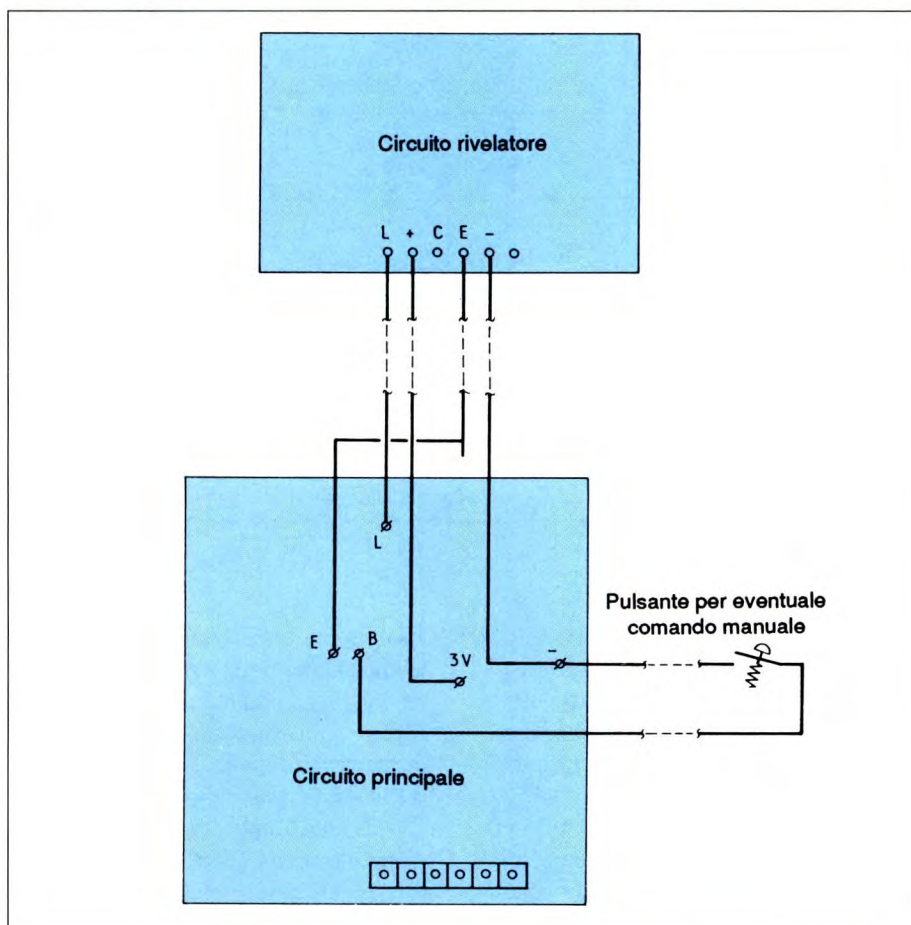 Circuito rivelatore
L + C E -
L
E B
3V -
Pulsante per eventuale
comando manuale
Circuito principale